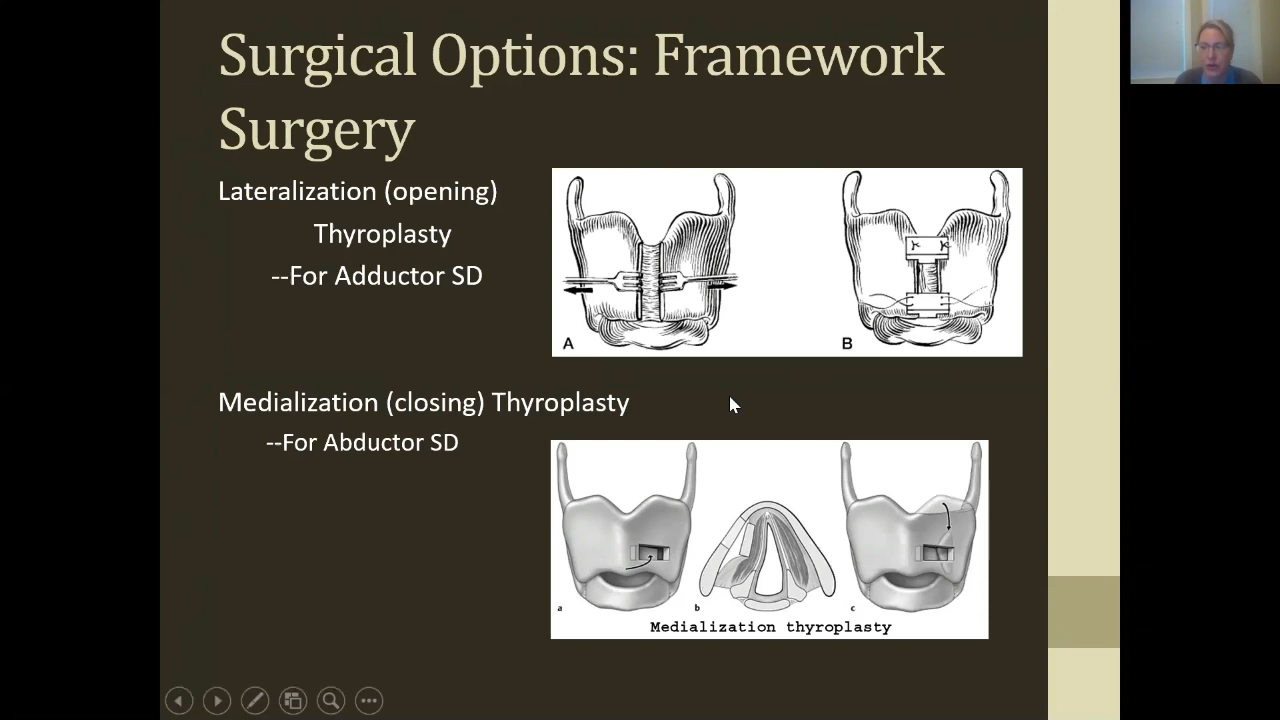 Surgical Options: Framework
Surgery
Lateralization (opening)
Thyroplasty
--For Adductor SD
A
B
Medialization (closing) Thyroplasty
--For Abductor SD
a
b
c
Medialization thyroplasty